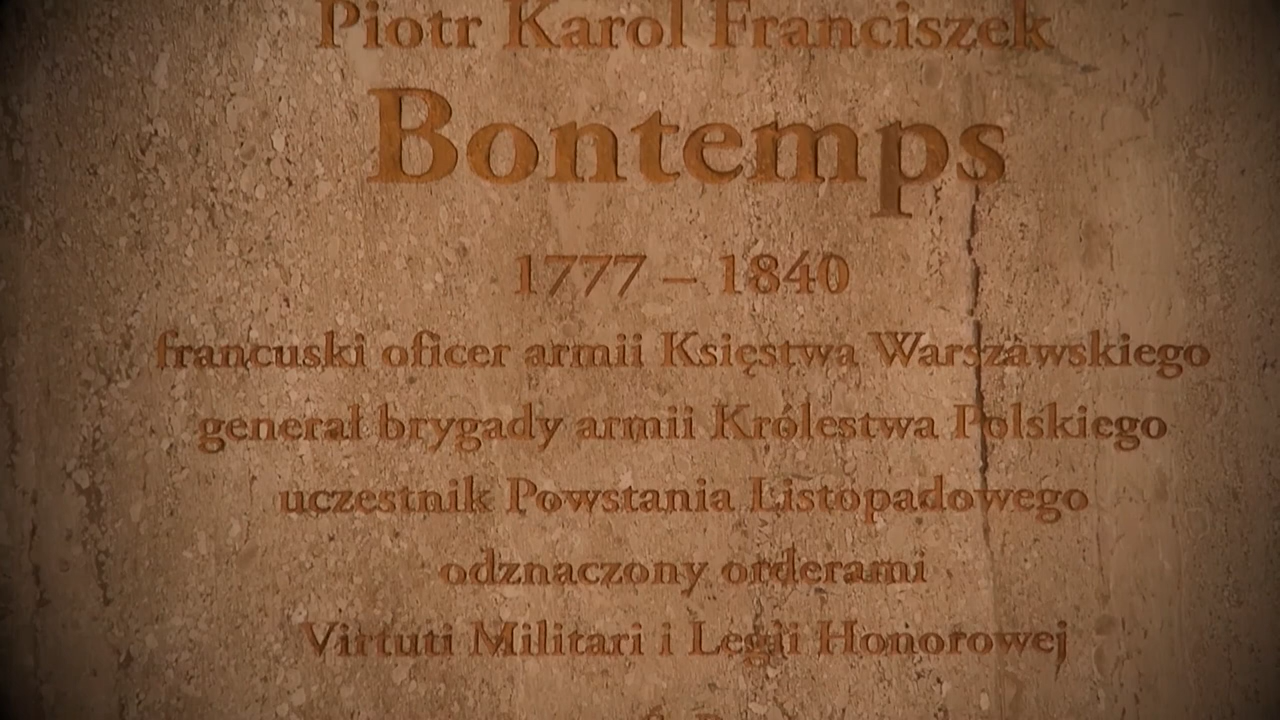 Piotr Karol Franciszek
Bontemps
1777 – 1840
francuski oficer armii Księstwa Warszawskiego
generał brygady armii Królestwa Polskiego
uczestnik Powstania Listopadowego
odznaczony orderami
Virtuti Militari i Legii Honorowej